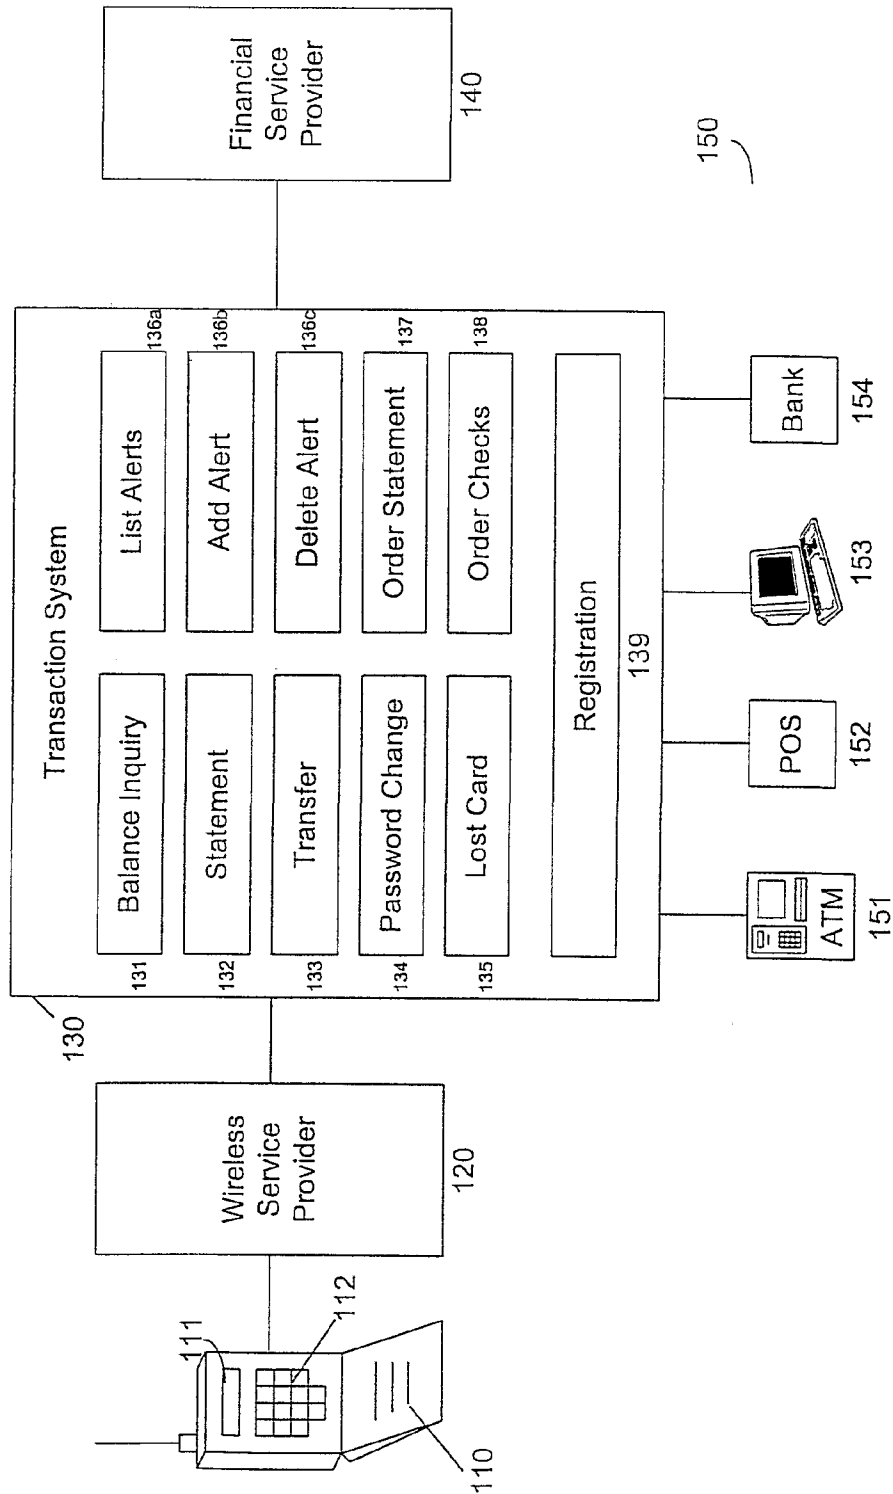 Transaction System
130
Balance Inquiry
131
List Alerts
136a
Statement
132
Add Alert
136b
Transfer
133
Delete Alert
136c
Password Change
134
Order Statement
137
Lost Card
135
Order Checks
138
Registration
139
111
112
110
Wireless
Service
Provider
120
Financial
Service
Provider
140
ATM
151
POS
152
153
Bank
154
150